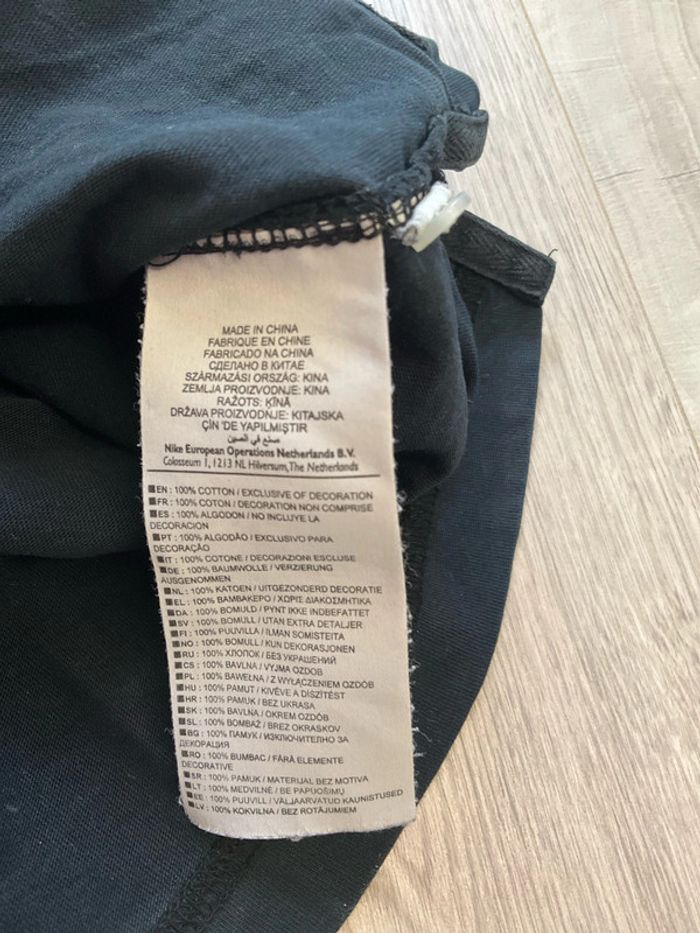 MADE IN CHINA
FABRIQUE EN CHINE
FABRICADO NA CHINA
СДЕЛАНО В КИТАЕ
SZÁRMAZÁSI ORSZÁG: KINA
ZEMLJA PROIZVODNJE: KINA
RAŽOTS: ĶĪNĀ
DRŽAVA PROIZVODNJE: KITAJSKA
ÇİN 'DE YAPILMIŞTIR
صنع في الصين
Nike European Operations Netherlands B.V.
Colosseum 1, 1213 NL Hilversum, The Netherlands
EN : 100% COTTON / EXCLUSIVE OF DECORATION
FR : 100% COTON / DECORATION NON COMPRISE
ES : 100% ALGODON / NO INCLUYE LA
DECORACION
PT : 100% ALGODÃO / EXCLUSIVO PARA
DECORAÇÃO
IT : 100% COTONE / DECORAZIONI ESCLUSE
DE : 100% BAUMWOLLE / VERZIERUNG
AUSGENOMMEN
NL : 100% KATOEN / UITGEZONDERD DECORATIE
EL : 100% ΒΑΜΒΑΚΕΡΟ / ΧΩΡΙΣ ΔΙΑΚΟΣΜΗΤΙΚΑ
DA : 100% BOMULD / PYNT IKKE INDBEFATTET
SV : 100% BOMULL / UTAN EXTRA DETALJER
FI : 100% PUUVILLA / ILMAN SOMISTEITA
NO : 100% BOMULL / KUN DEKORASJONEN
RU : 100% ХЛОПОК / БЕЗ УКРАШЕНИЙ
CS : 100% BAVLNA / VYJMA OZDOB
PL : 100% BAWEŁNA / Z WYŁĄCZENIEM OZDÓB
HU : 100% PAMUT / KIVÉVE A DÍSZÍTÉST
HR : 100% PAMUK / BEZ UKRASA
SK : 100% BAVLNA / OKREM OZDÔB
SL : 100% BOMBAŽ / BREZ OKRASKOV
BG : 100% ПАМУК / ИЗКЛЮЧИТЕЛНО ЗА
ДЕКОРАЦИЯ
RO : 100% BUMBAC / FĂRĂ ELEMENTE
DECORATIVE
SR : 100% PAMUK / MATERIJAL BEZ MOTIVA
LT : 100% MEDVILNĖ / BE PAPUOŠIMŲ
EE : 100% PUUVILL / VÄLJAARVATUD KAUNISTUSED
LV : 100% KOKVILNA / BEZ ROTĀJUMIEM